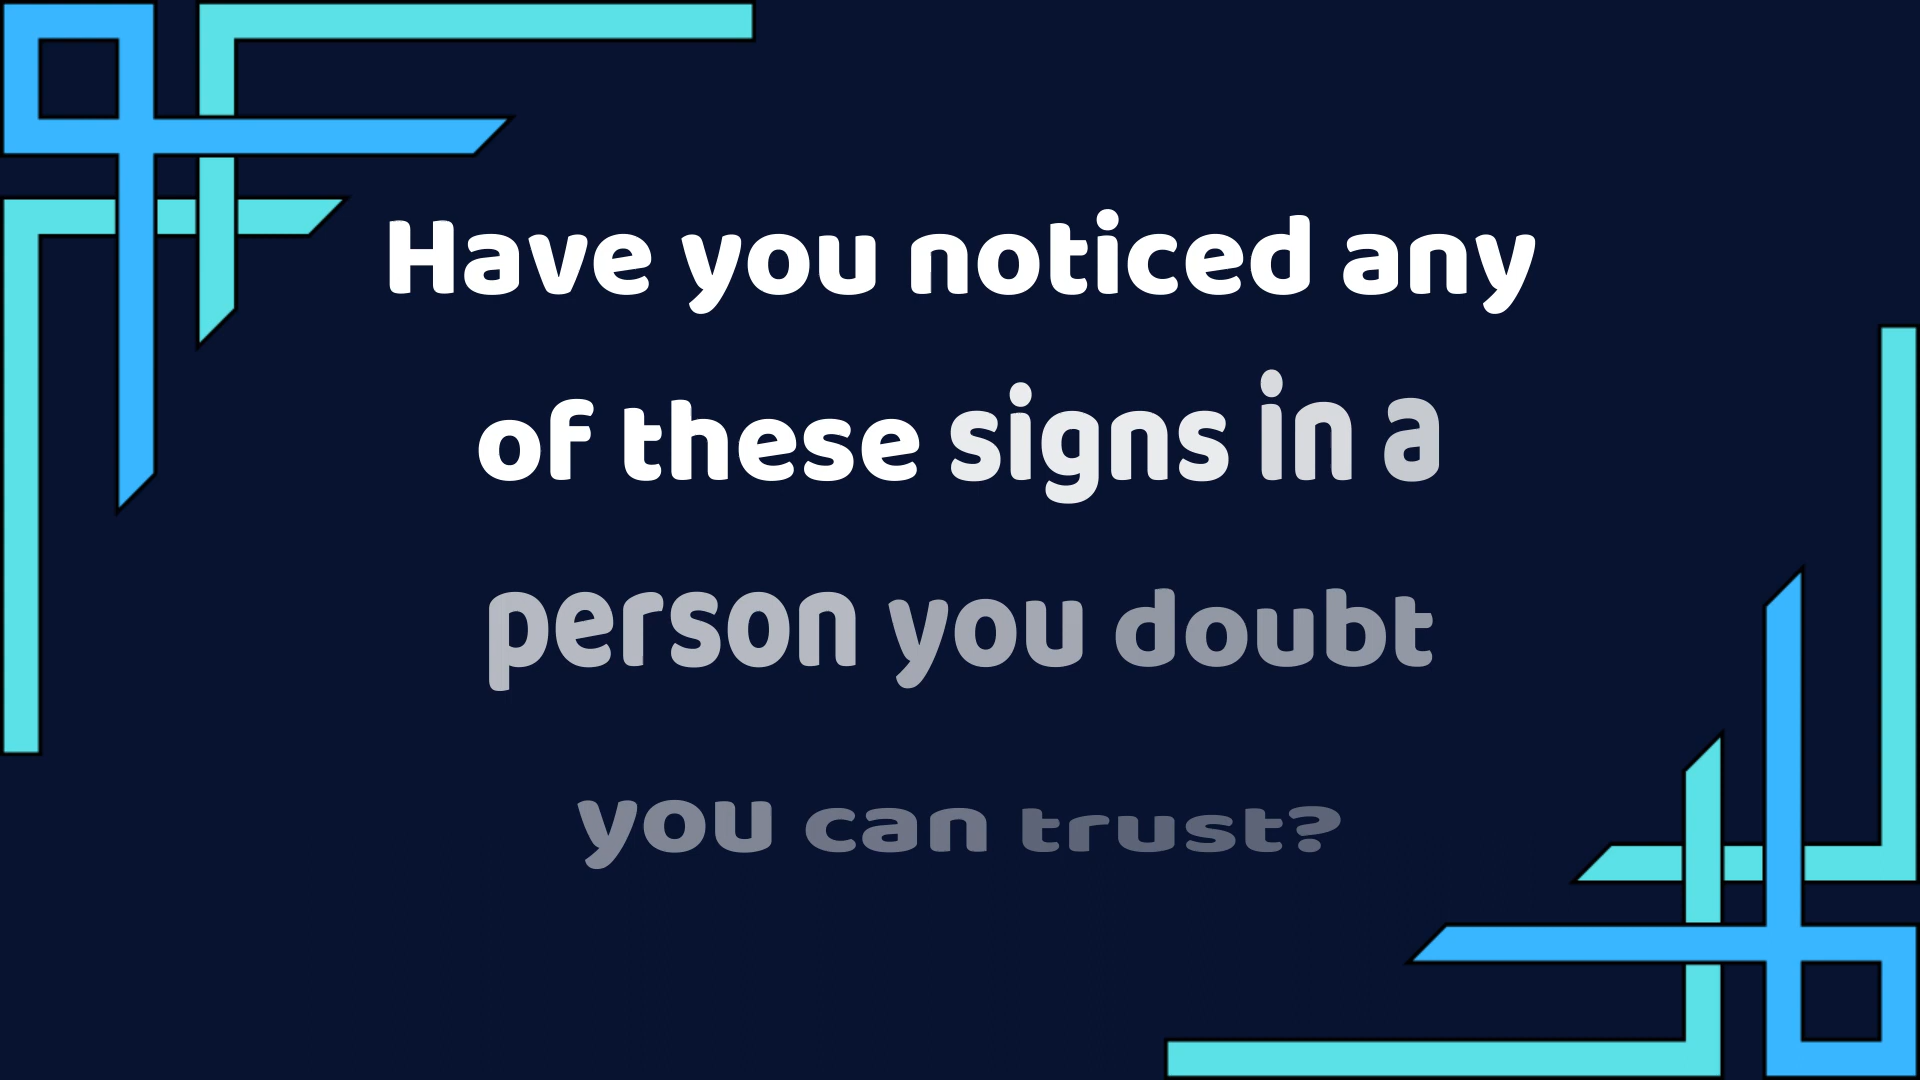 Have you noticed any
of these signs in a
person you doubt
you can trust?